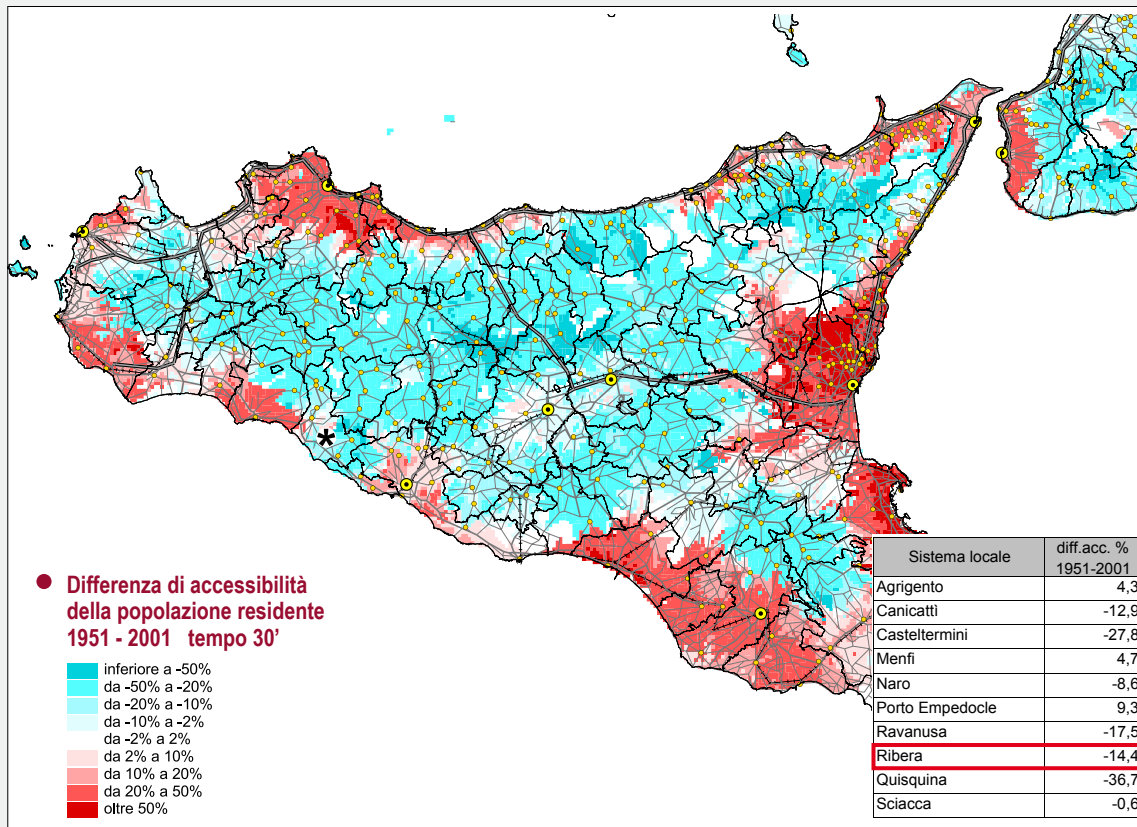 ● Differenza di accessibilità
della popolazione residente
1951 - 2001 tempo 30'
inferiore a -50%
da -50% a -20%
da -20% a -10%
da -10% a -2%
da -2% a 2%
da 2% a 10%
da 10% a 20%
da 20% a 50%
oltre 50%
*
Sistema locale diff.acc. % 1951-2001
Agrigento 4,3
Canicattì -12,9
Casteltermini -27,8
Menfi 4,7
Naro -8,6
Porto Empedocle 9,3
Ravanusa -17,5
Ribera -14,4
Quisquina -36,7
Sciacca -0,6